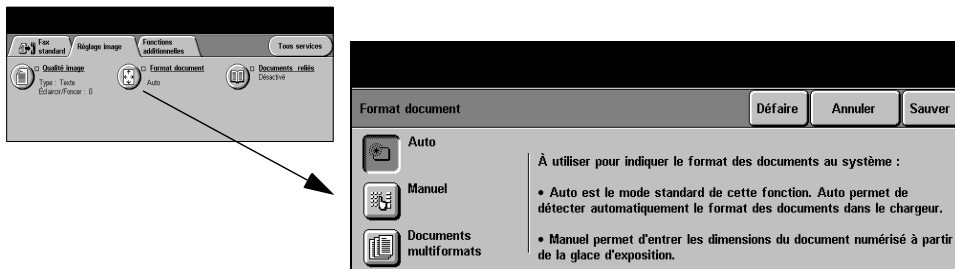 Fax standard
Réglage image
Fonctions additionnelles
Tous services
Qualité image
Type : Texte
Éclaircir/Foncer : 0
Format document
Auto
Documents reliés
Désactivé
Format document
Défaire
Annuler
Sauver
Auto
Manuel
Documents
multiformats
À utiliser pour indiquer le format des documents au système :
• Auto est le mode standard de cette fonction. Auto permet de
détecter automatiquement le format des documents dans le chargeur.
• Manuel permet d'entrer les dimensions du document numérisé à partir
de la glace d'exposition.